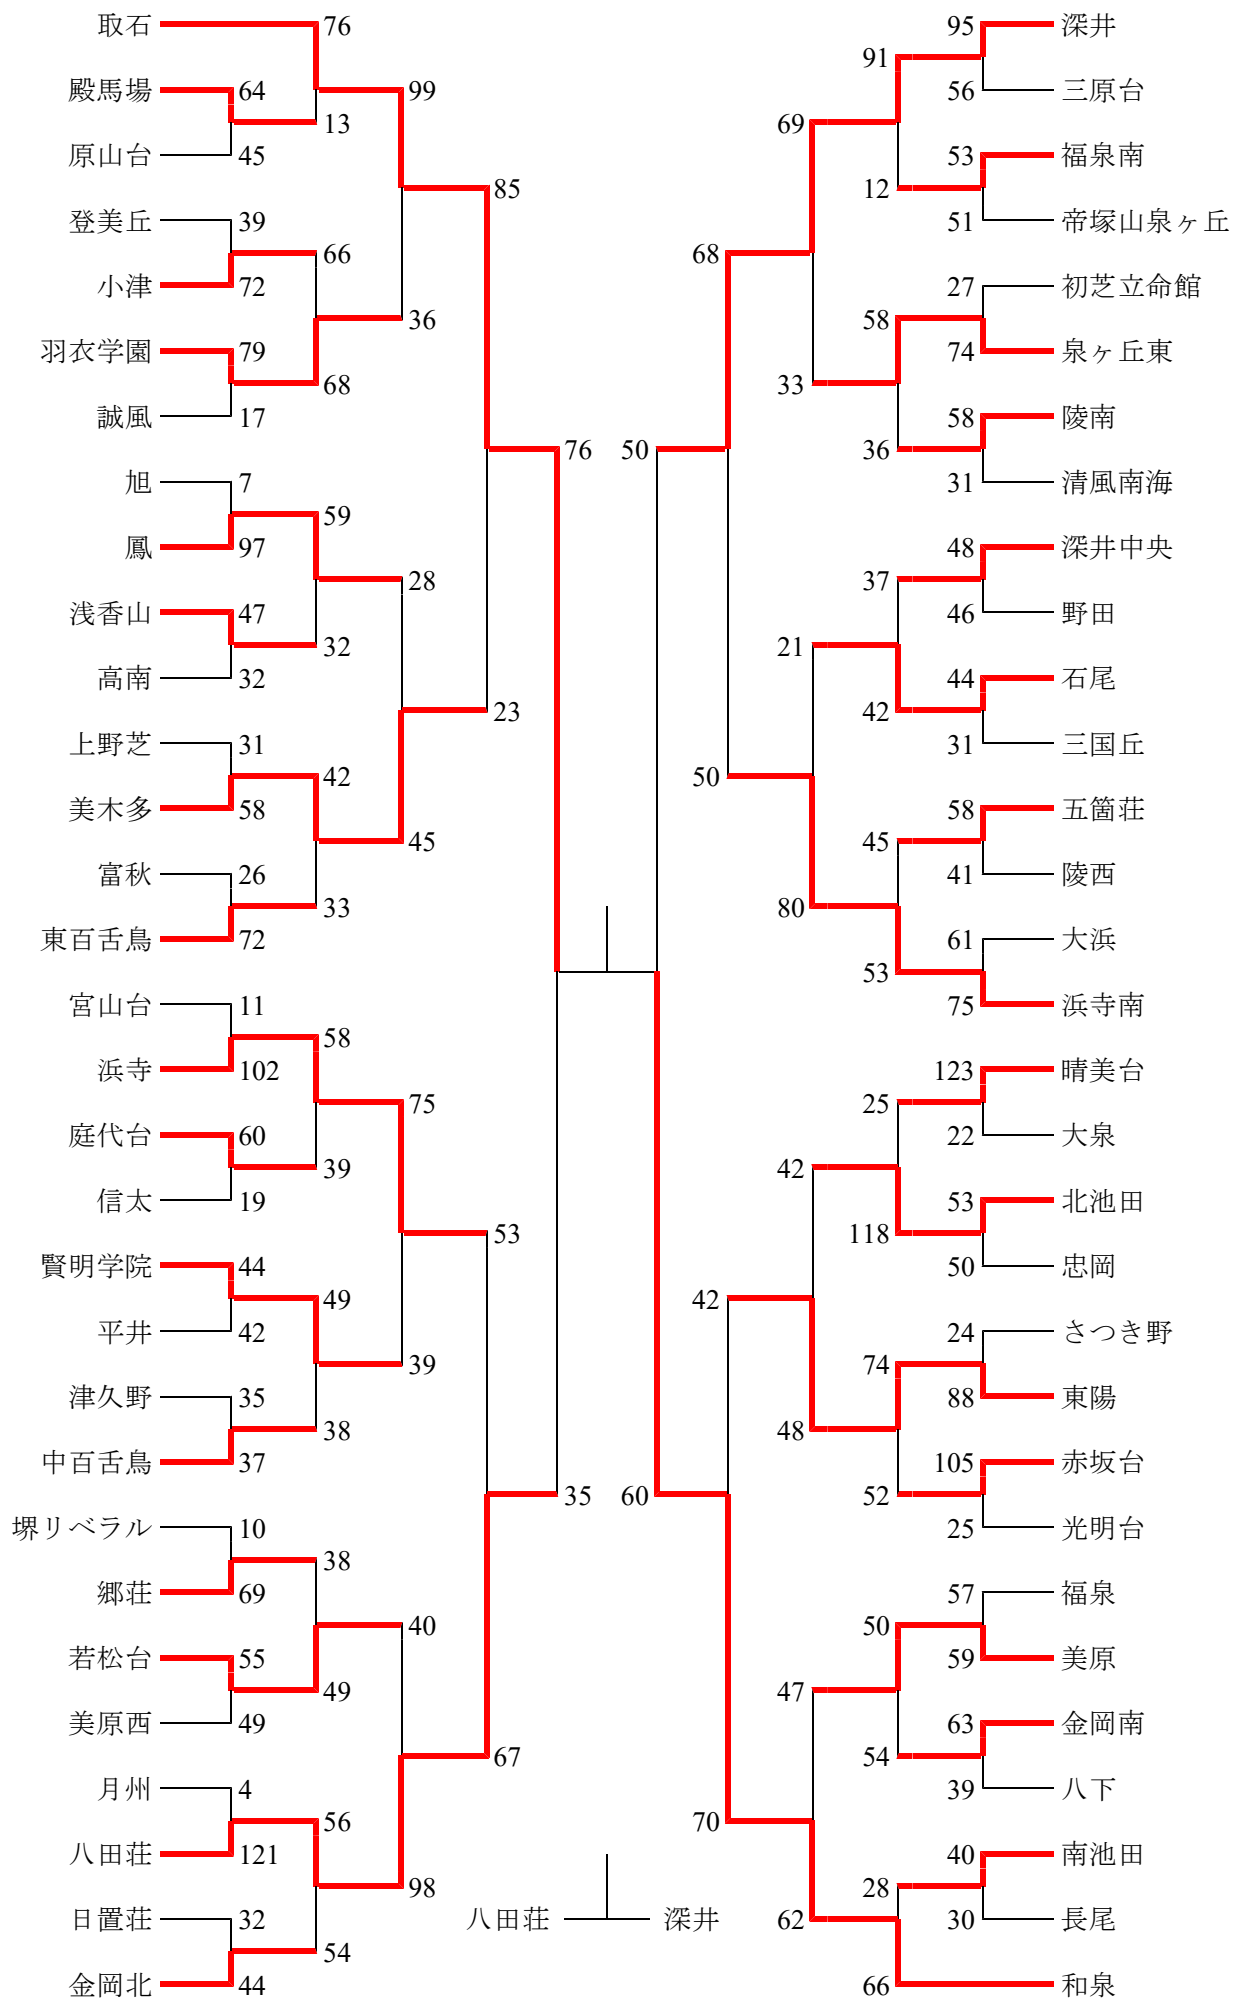 取石 76 95 深井
91
殿馬場 64 99 56 三原台
13 69
原山台 45 53 福泉南
85 12
登美丘 39 51 帝塚山泉ヶ丘
66 68
小津 72 27 初芝立命館
36 58
羽衣学園 79 74 泉ヶ丘東
68 33
誠風 17 58 陵南
76 50 36
旭 7 31 清風南海
59
鳳 97 48 深井中央
28 37
浅香山 47 46 野田
32 21
高南 32 44 石尾
23 42
上野芝 31 31 三国丘
42 50
美木多 58 58 五箇荘
45 45
富秋 26 41 陵西
33 80
東百舌鳥 72 61 大浜
53
宮山台 11 75 浜寺南
58
浜寺 102 123 晴美台
75 25
庭代台 60 22 大泉
39 42
信太 19 53 北池田
53 118
賢明学院 44 50 忠岡
49 42
平井 42 24 さつき野
39 74
津久野 35 88 東陽
38 48
中百舌鳥 37 105 赤坂台
35 60 52
堺リベラル 10 25 光明台
38
郷荘 69 57 福泉
40 50
若松台 55 59 美原
49 47
美原西 49 63 金岡南
67 54
月州 4 39 八下
56 70
八田荘 121 40 南池田
98 28
日置荘 32 八田荘 深井 62 30 長尾
54
金岡北 44 66 和泉